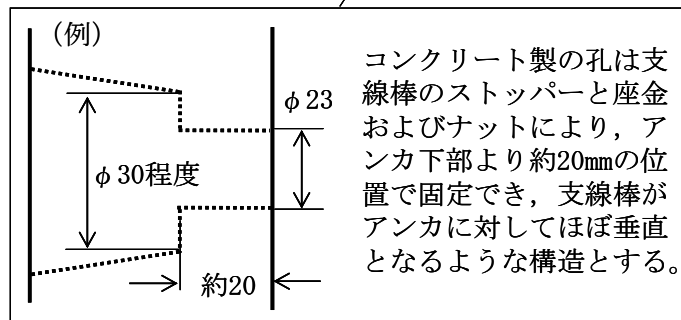 (例)
φ23
φ30程度
約20
コンクリート製の孔は支
線棒のストッパーと座金
およびナットにより，ア
ンカ下部より約20mmの位
置で固定でき，支線棒が
アンカに対してほぼ垂直
となるような構造とする。